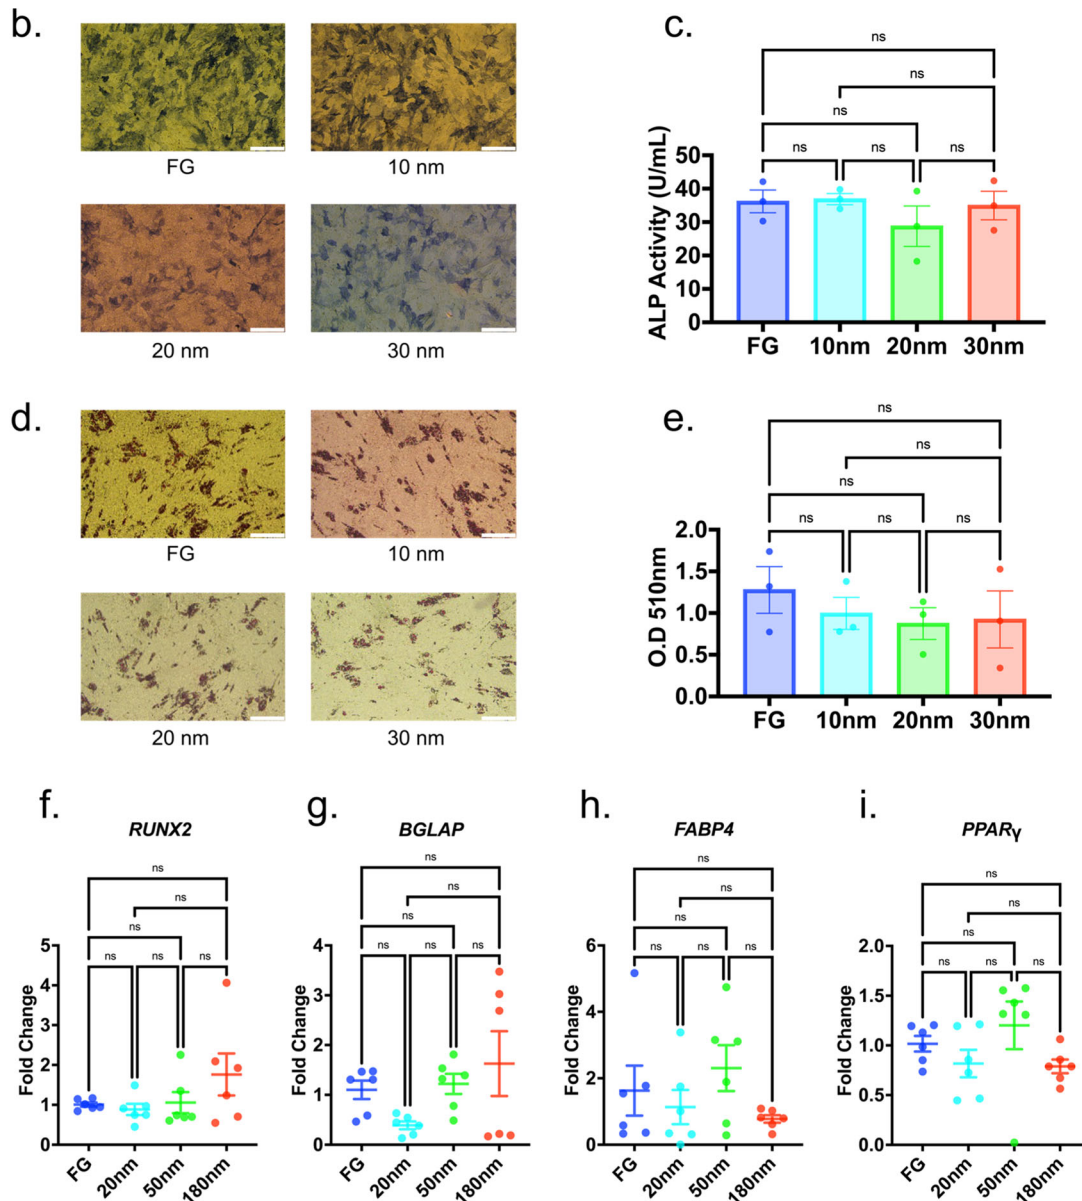 b.
FG
10 nm
20 nm
30 nm
c.
ns
ns
ns
ns ns ns
ALP Activity (U/mL)
50
40
30
20
10
0
FG 10nm 20nm 30nm
d.
FG
10 nm
20 nm
30 nm
e.
ns
ns
ns
ns ns ns
O.D 510nm
2.0
1.5
1.0
0.5
0.0
FG 10nm 20nm 30nm
f.
RUNX2
ns
ns
ns
ns ns ns
Fold Change
5
4
3
2
1
0
FG 20nm 50nm 180nm
g.
BGLAP
ns
ns
ns
ns ns ns
Fold Change
4
3
2
1
0
FG 20nm 50nm 180nm
h.
FABP4
ns
ns
ns
ns ns ns
Fold Change
6
4
2
0
FG 20nm 50nm 180nm
i.
PPARγ
ns
ns
ns
ns ns ns
Fold Change
2.0
1.5
1.0
0.5
0.0
FG 20nm 50nm 180nm